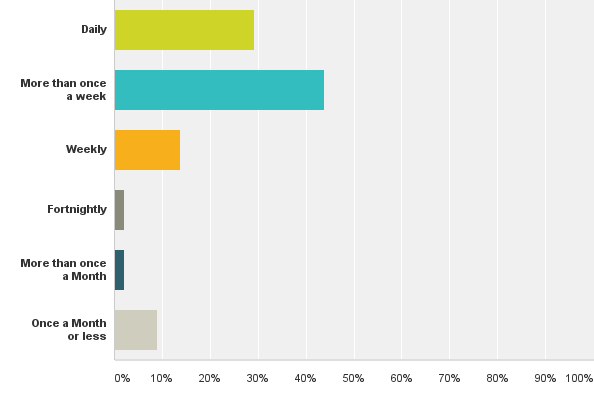 Daily
More than once
a week
Weekly
Fortnightly
More than once
a Month
Once a Month
or less
0% 10% 20% 30% 40% 50% 60% 70% 80% 90% 100%